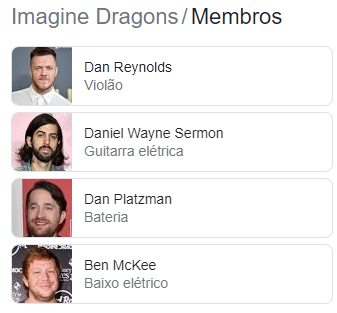 Imagine Dragons/Membros
Dan Reynolds
Violão
Daniel Wayne Sermon
Guitarra elétrica
Dan Platzman
Bateria
Ben McKee
Baixo elétrico